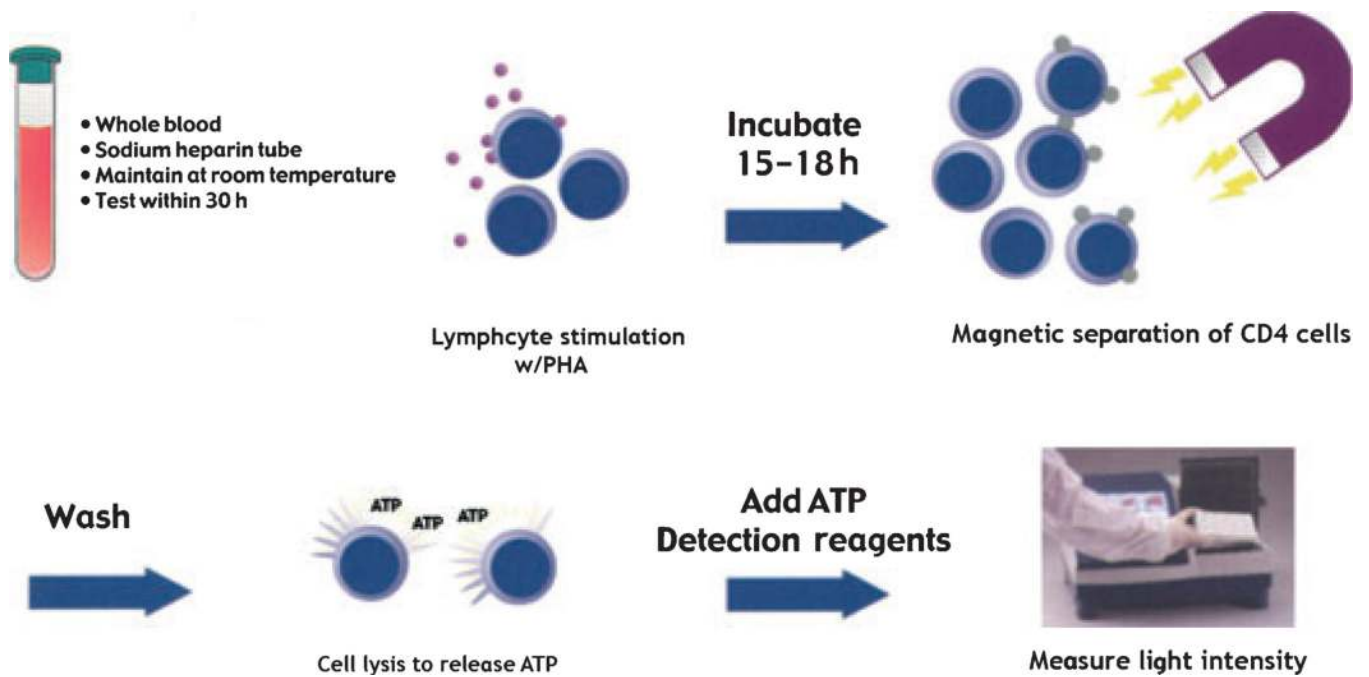 • Whole blood
• Sodium heparin tube
• Maintain at room temperature
• Test within 30 h
Lymphcyte stimulation
w/PHA
Incubate
15–18 h
Magnetic separation of CD4 cells
Wash
ATP
ATP
ATP
Cell lysis to release ATP
Add ATP
Detection reagents
Measure light intensity